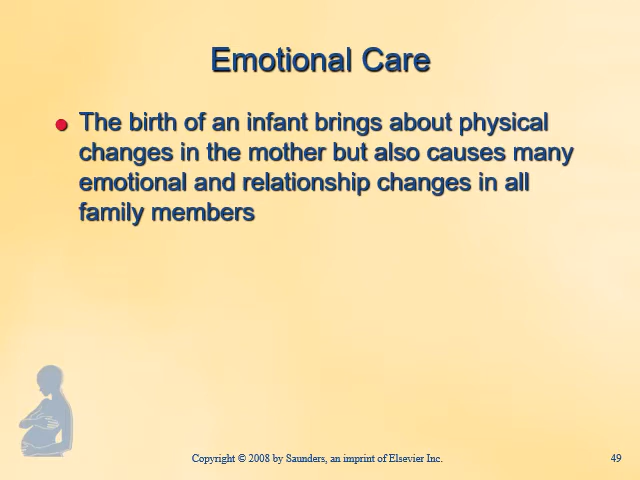 Emotional Care
The birth of an infant brings about physical
changes in the mother but also causes many
emotional and relationship changes in all
family members
Copyright © 2008 by Saunders, an imprint of Elsevier Inc.
49